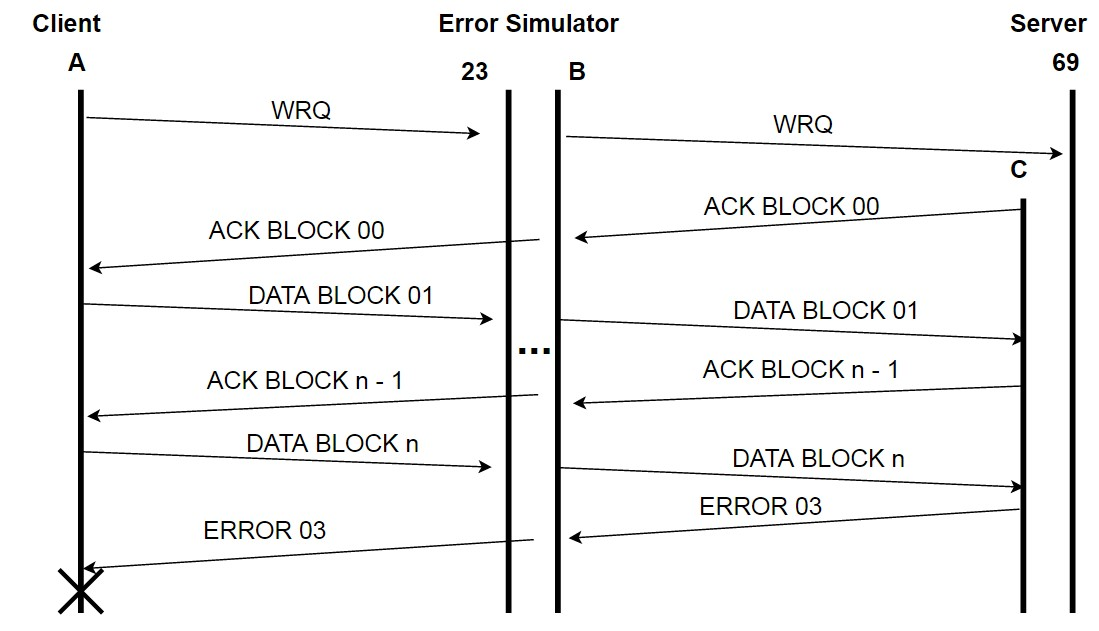 Client
Error Simulator
Server
A
23
B
69
WRQ
WRQ
C
ACK BLOCK 00
ACK BLOCK 00
DATA BLOCK 01
DATA BLOCK 01
...
ACK BLOCK n - 1
ACK BLOCK n - 1
DATA BLOCK n
DATA BLOCK n
ERROR 03
ERROR 03